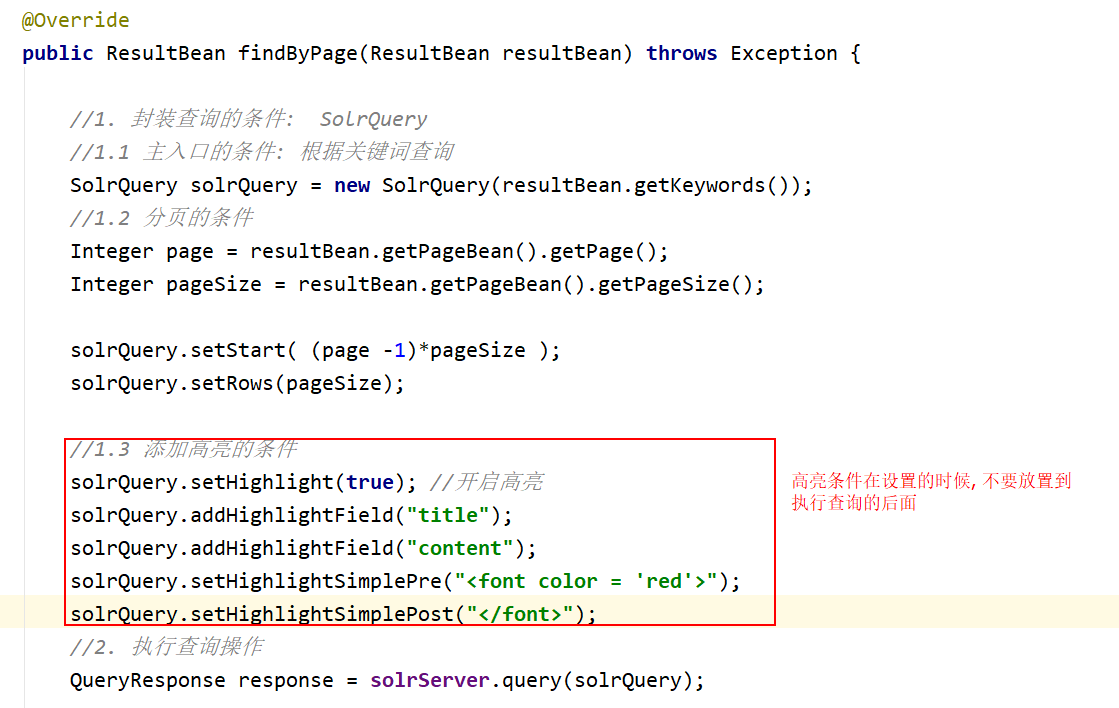 @Override
public ResultBean findByPage(ResultBean resultBean) throws Exception {
//1. 封装查询的条件:  SolrQuery
//1.1 主入口的条件: 根据关键词查询
SolrQuery solrQuery = new SolrQuery(resultBean.getKeywords());
//1.2 分页的条件
Integer page = resultBean.getPageBean().getPage();
Integer pageSize = resultBean.getPageBean().getPageSize();
solrQuery.setStart( (page -1)*pageSize );
solrQuery.setRows(pageSize);
//1.3 添加高亮的条件
solrQuery.setHighlight(true); //开启高亮
solrQuery.addHighlightField("title");
solrQuery.addHighlightField("content");
solrQuery.setHighlightSimplePre("<font color = 'red'>");
solrQuery.setHighlightSimplePost("</font>");
高亮条件在设置的时候, 不要放置到
执行查询的后面
//2. 执行查询操作
QueryResponse response = solrServer.query(solrQuery);